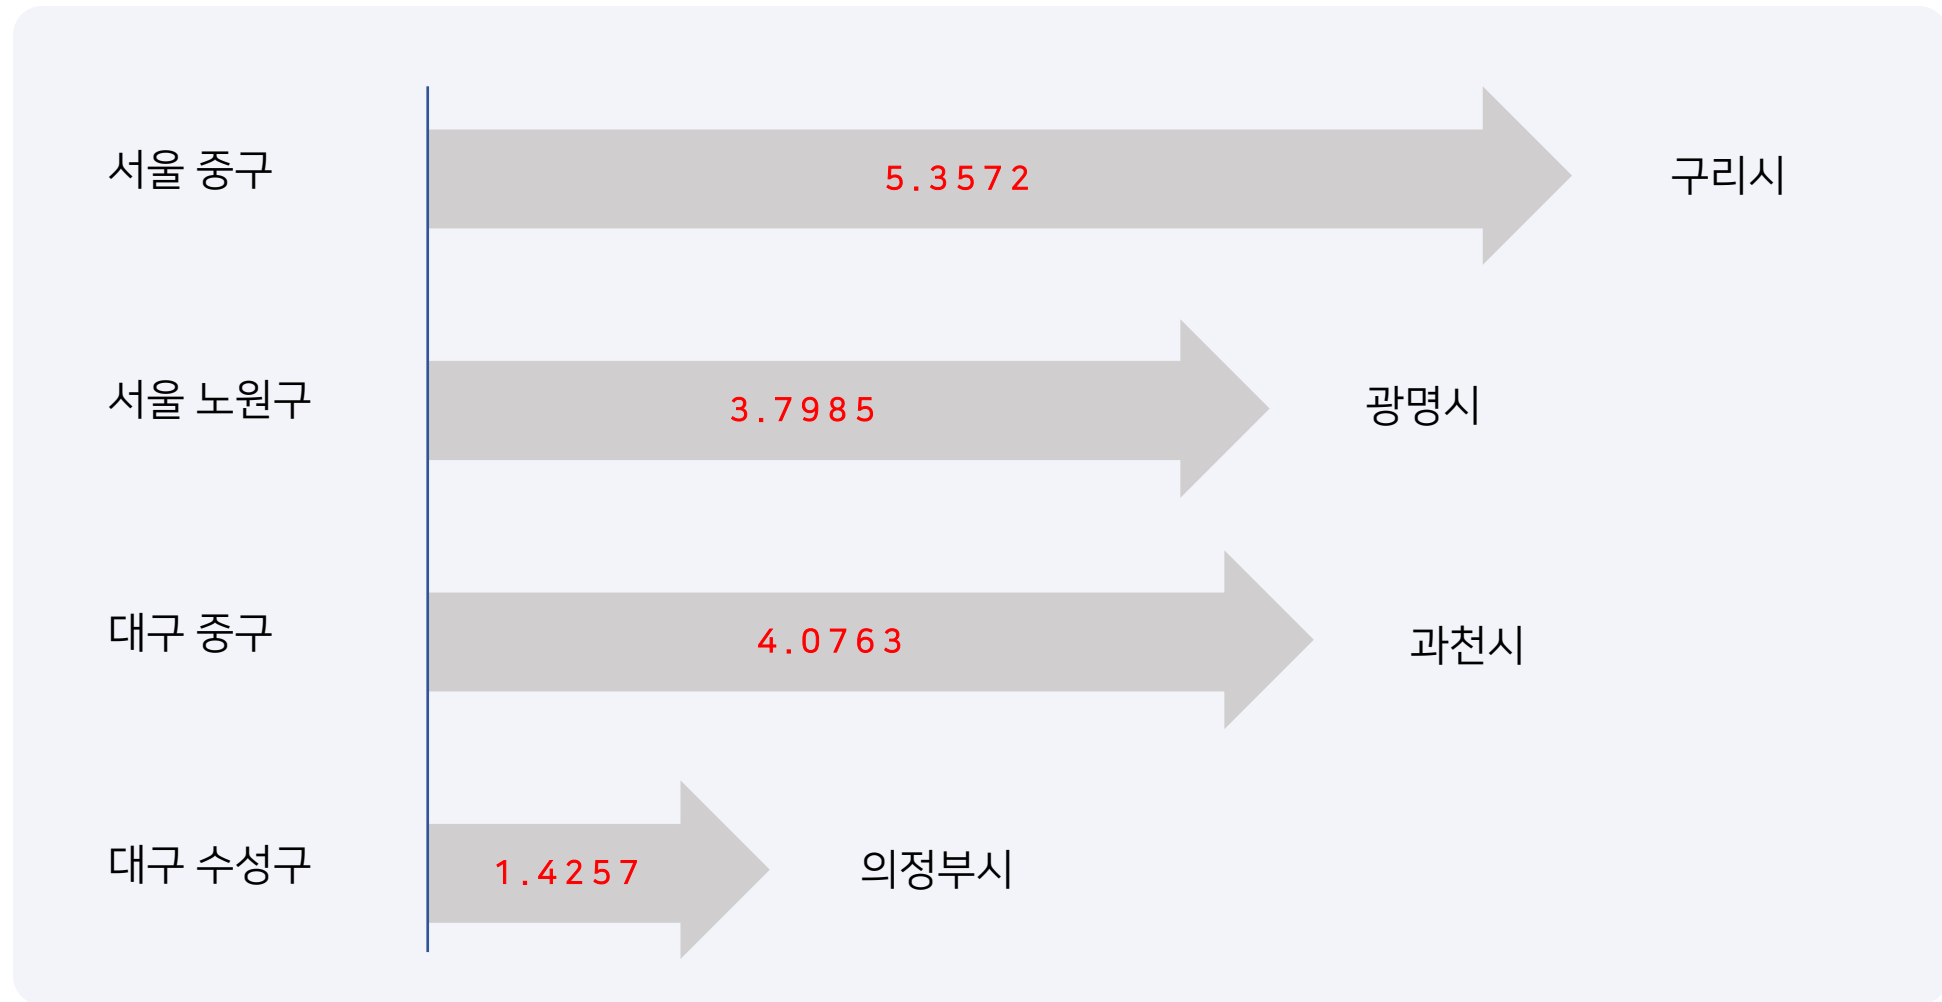 서울 중구
5.3572
구리시
서울 노원구
3.7985
광명시
대구 중구
4.0763
과천시
대구 수성구
1.4257
의정부시